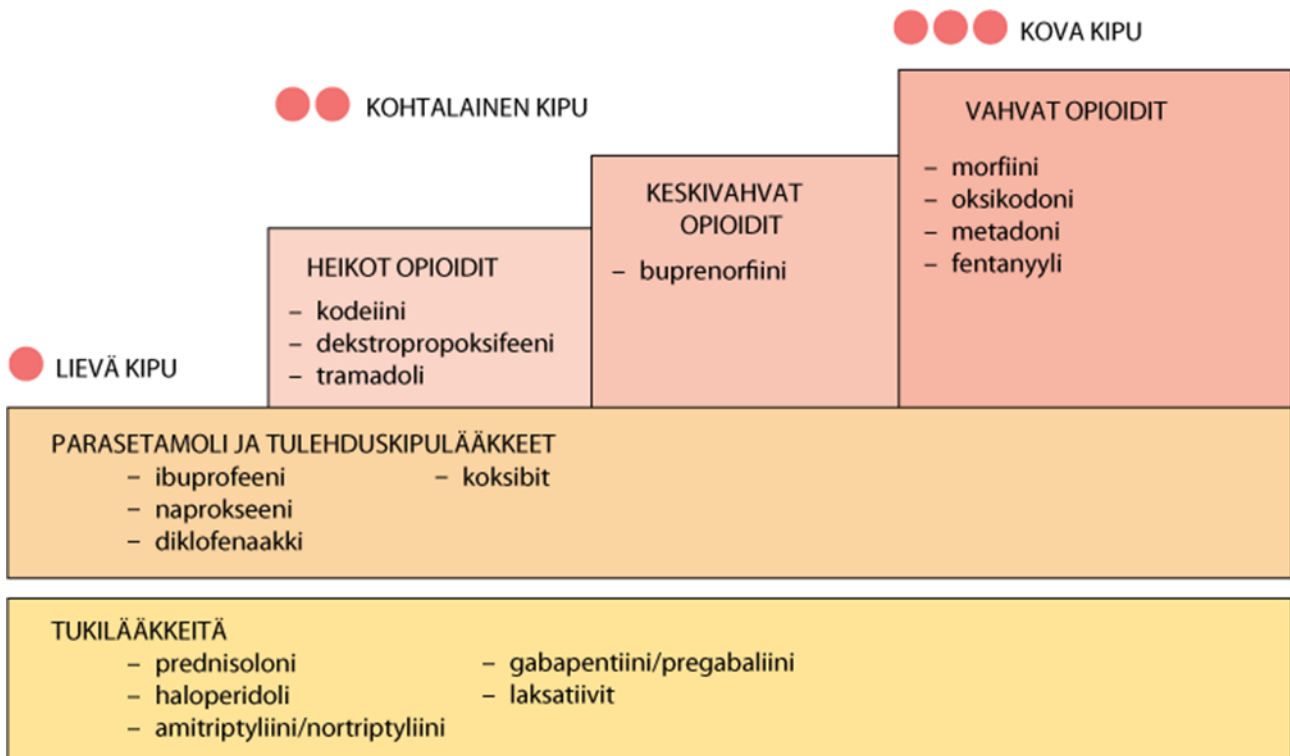 KOVA KIPU
KOHTALAINEN KIPU
VAHVAT OPIOIDIT
– morfiini
– oksikodoni
– metadoni
– fentanyyli
KESKIVAHVAT
OPIOIDIT
– buprenorfiini
HEIKOT OPIOIDIT
– kodeiini
– dekstropropoksifeeni
– tramadoli
LIEVÄ KIPU
PARASETAMOLI JA TULEHDUSKIPULÄÄKKEET
– ibuprofeeni – koksibit
– naprokseeni
– diklofenaakki
TUKILÄÄKKEITÄ
– prednisoloni – gabapentiini/pregabaliini
– haloperidoli – laksatiivit
– amitriptyliini/nortriptyliini